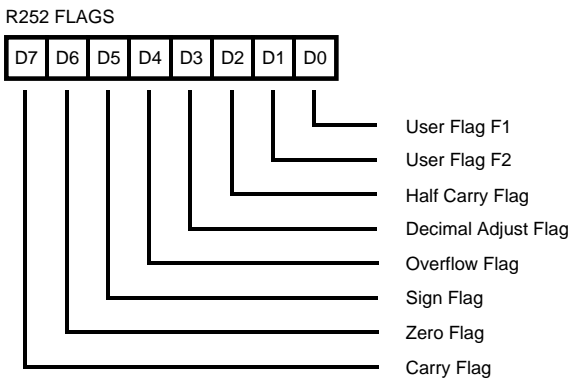 R252 FLAGS
D7 D6 D5 D4 D3 D2 D1 D0
User Flag F1
User Flag F2
Half Carry Flag
Decimal Adjust Flag
Overflow Flag
Sign Flag
Zero Flag
Carry Flag